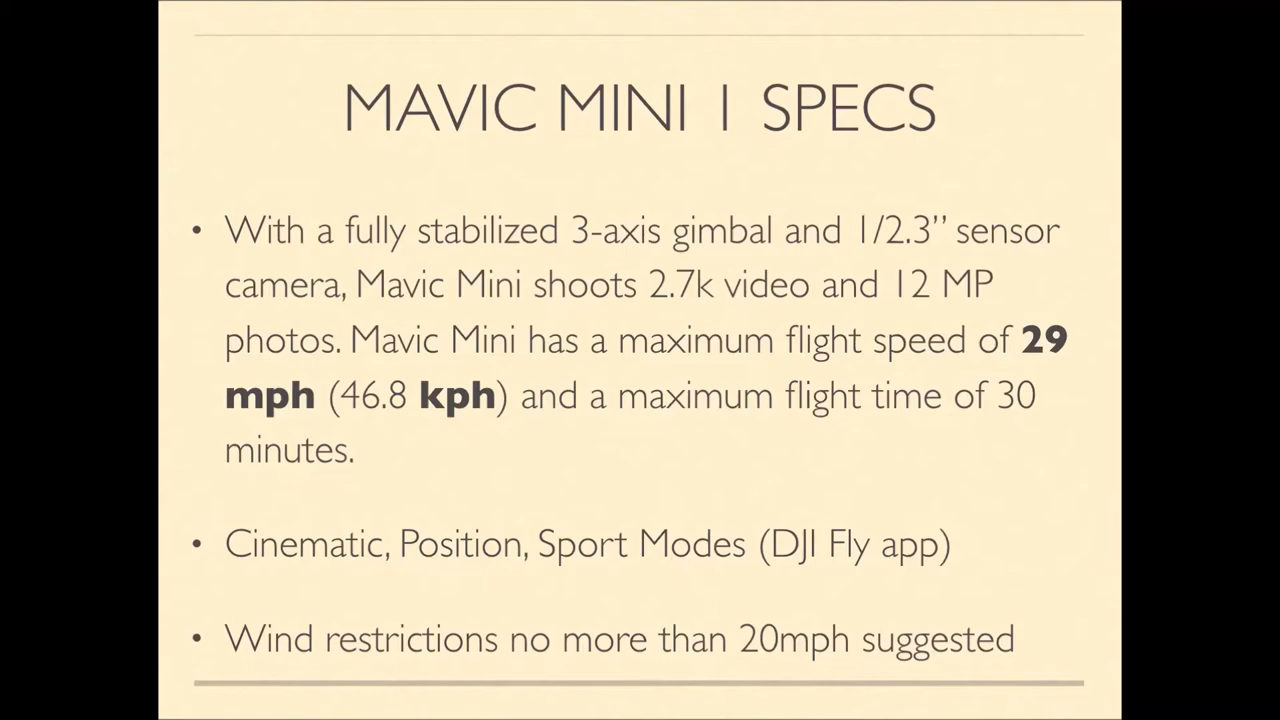 MAVIC MINI 1 SPECS
• With a fully stabilized 3-axis gimbal and 1/2.3” sensor
camera, Mavic Mini shoots 2.7k video and 12 MP
photos. Mavic Mini has a maximum flight speed of 29
mph (46.8 kph) and a maximum flight time of 30
minutes.
• Cinematic, Position, Sport Modes (DJI Fly app)
• Wind restrictions no more than 20mph suggested